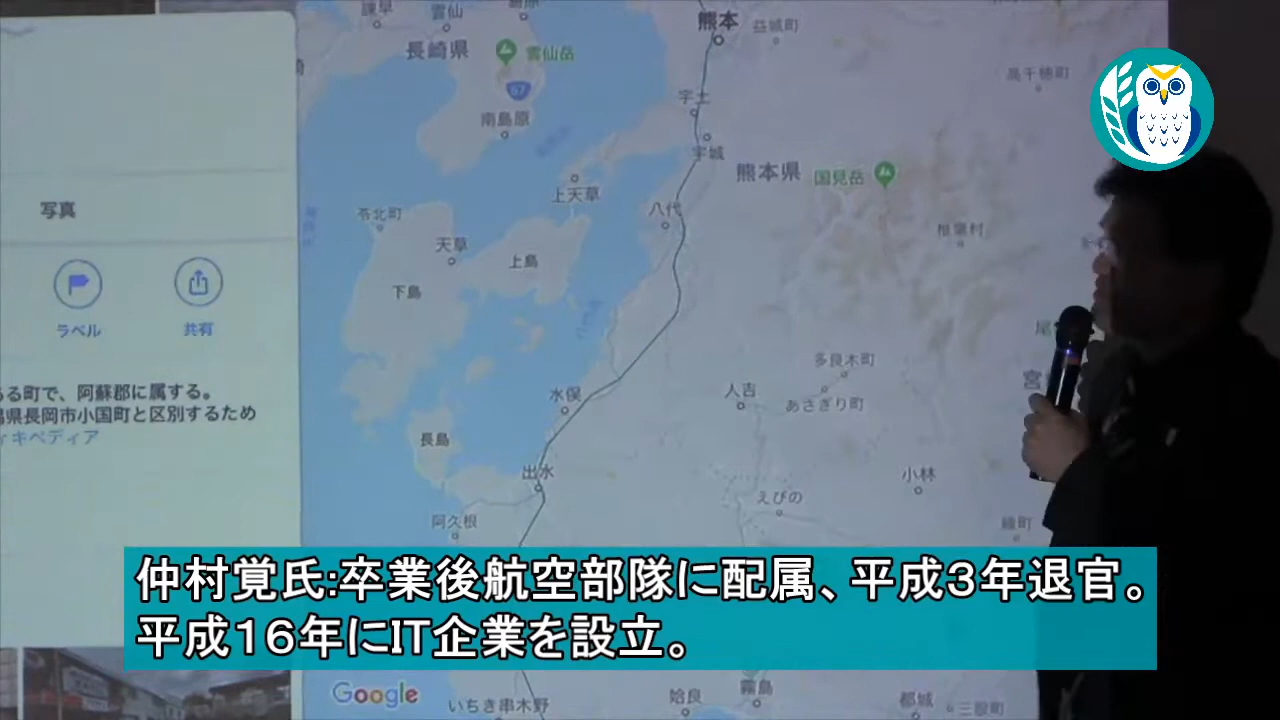 諫早
雲仙
島原
熊本
益城町
長崎県
雲仙岳
57
高千穂町
宇土
南島原
宇城
熊本県
国見岳
写真
苓北町
上天草
八代
天草
椎葉村
上島
下島
ラベル
共有
多良木町
る町で、阿蘇郡に属する。
水俣
人吉
あさぎり町
県長岡市小国町と区別するため
キペディア
長島
出水
小林
えびの
阿久根
綾町
仲村覚氏:卒業後航空部隊に配属、平成３年退官。
平成１６年にIT企業を設立。
Google
いちき串木野
姶良
霧島
都城
三股町